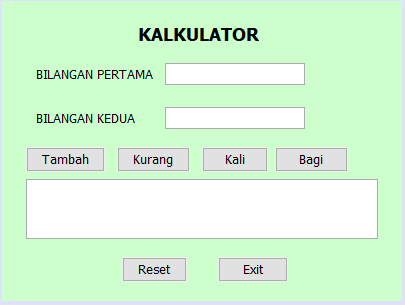 KALKULATOR
BILANGAN PERTAMA
BILANGAN KEDUA
Tambah Kurang Kali Bagi
Reset Exit